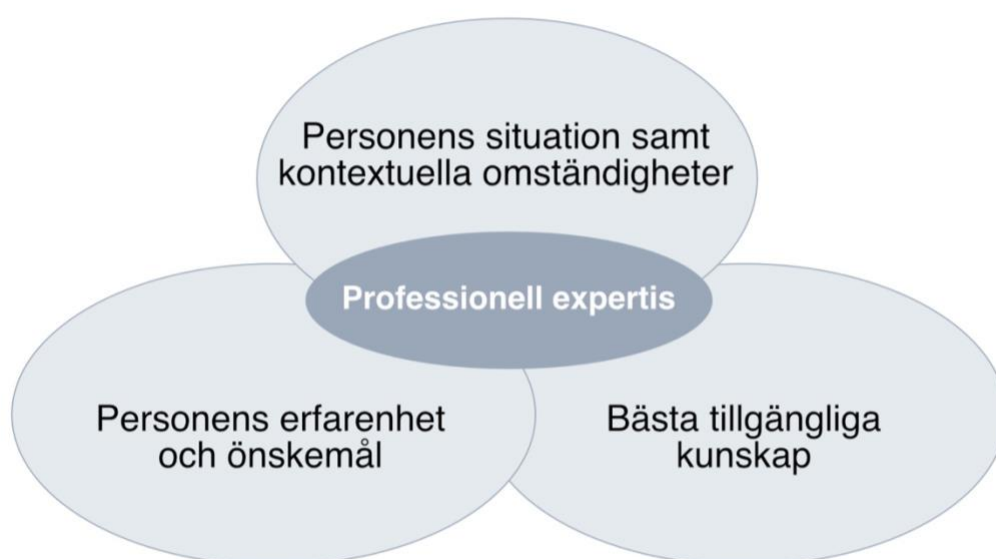 Personens situation samt
kontextuella omständigheter
Professionell expertis
Personens erfarenhet
och önskemål
Bästa tillgängliga
kunskap